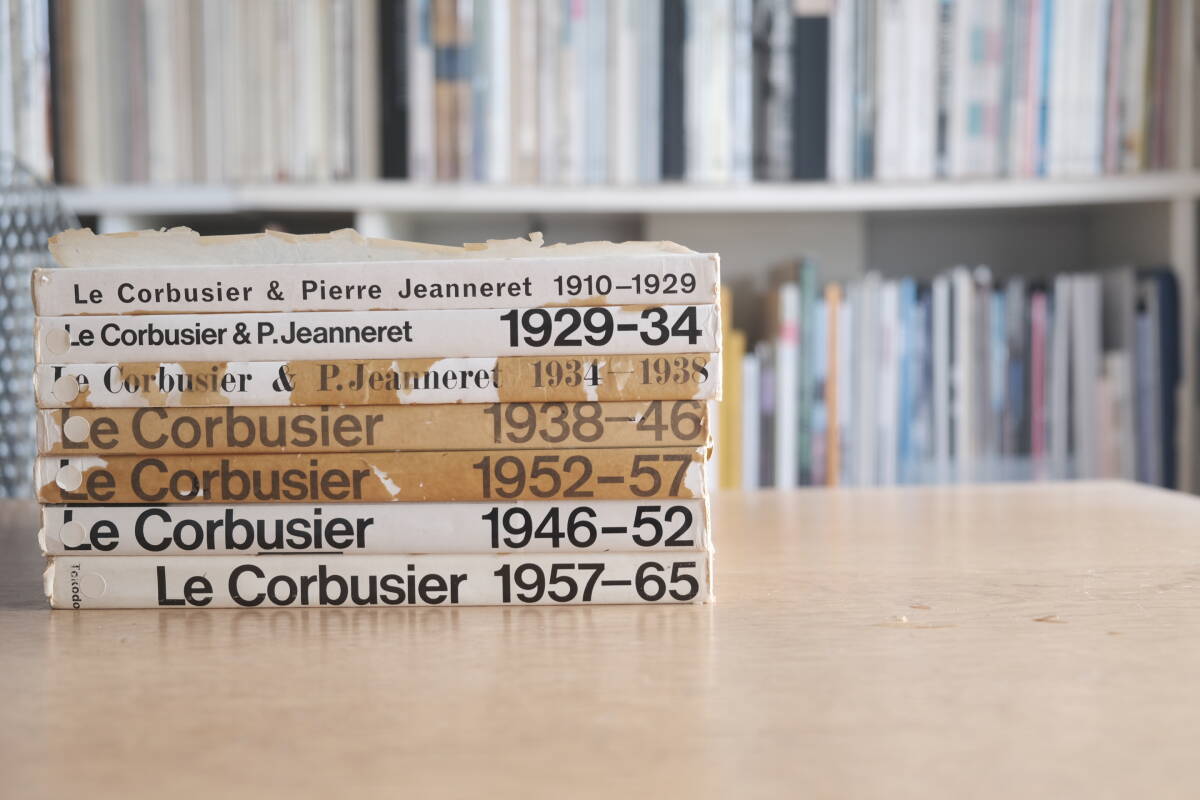 Le Corbusier & Pierre Jeanneret 1910–1929
Le Corbusier & P. Jeanneret 1929–34
Le Corbusier & P. Jeanneret 1934—1938
Le Corbusier 1938–46
Le Corbusier 1952–57
Le Corbusier 1946–52
Le Corbusier 1957–65